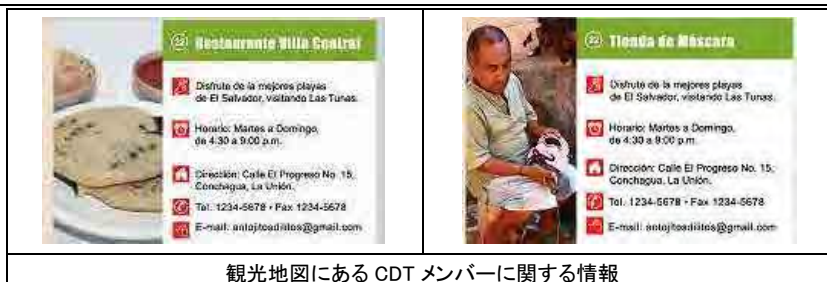 Restaurante Villa Central
Disfrute de la mejores playas
de El Salvador, visitando Las Tunas.
Horario: Martes a Domingo,
de 4:30 a 9:00 p.m.
Dirección: Calle El Progreso No. 15,
Conchagua, La Unión.
Tel. 1234-5678 • Fax 1234-5678
E-mail: antojitosdilitos@gmail.com
22 Tienda de Máscara
Disfrute de la mejores playas
de El Salvador, visitando Las Tunas.
Horario: Martes a Domingo,
de 4:30 a 9:00 p.m.
Dirección: Calle El Progreso No. 15,
Conchagua, La Unión.
Tel. 1234-5678 • Fax 1234-5678
E-mail: antojitosdilitos@gmail.com
観光地図にある CDT メンバーに関する情報